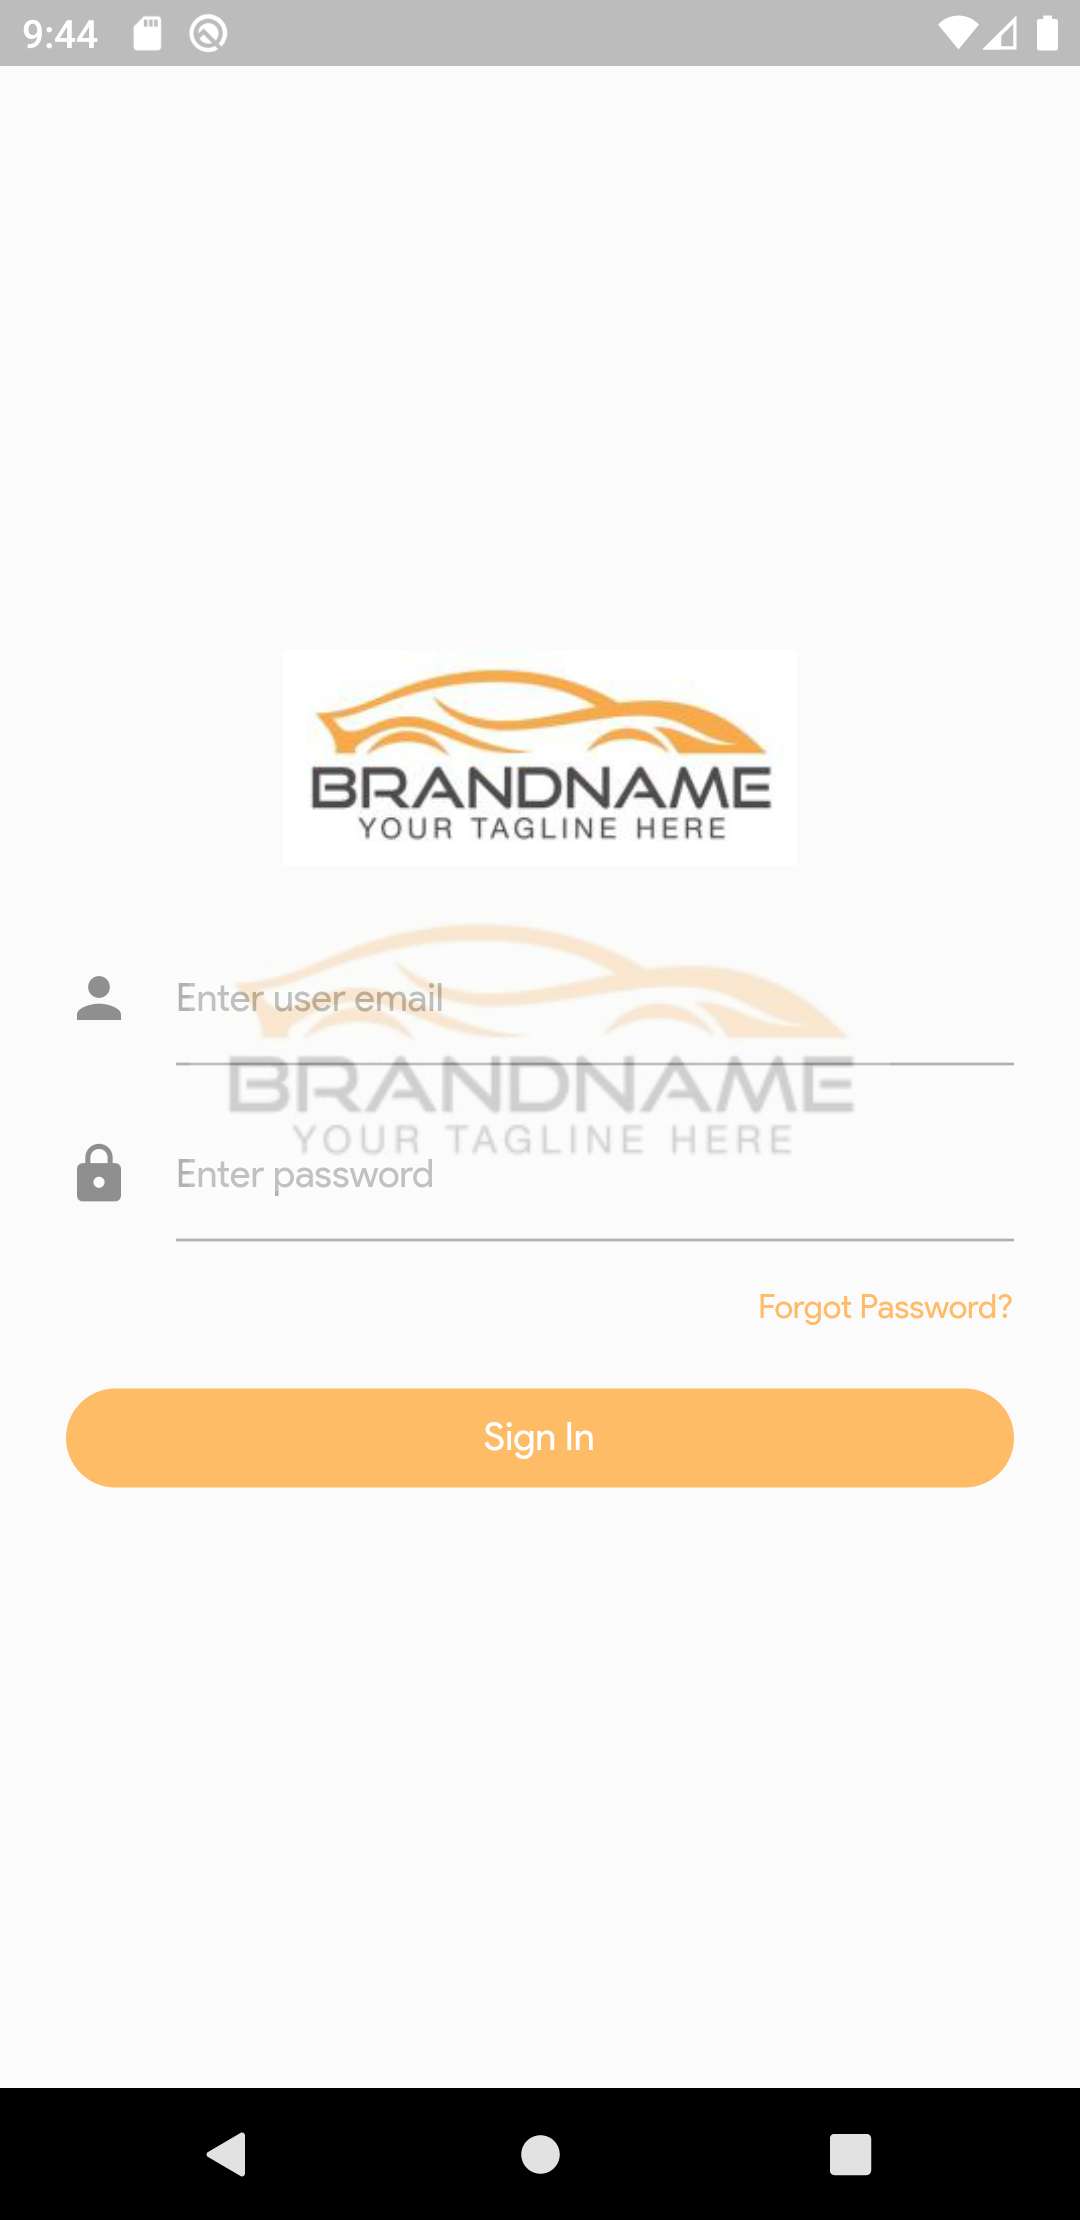 9:44
BRANDNAME
YOUR TAGLINE HERE
Enter user email
BRANDNAME
YOUR TAGLINE HERE
Enter password
Forgot Password?
Sign In